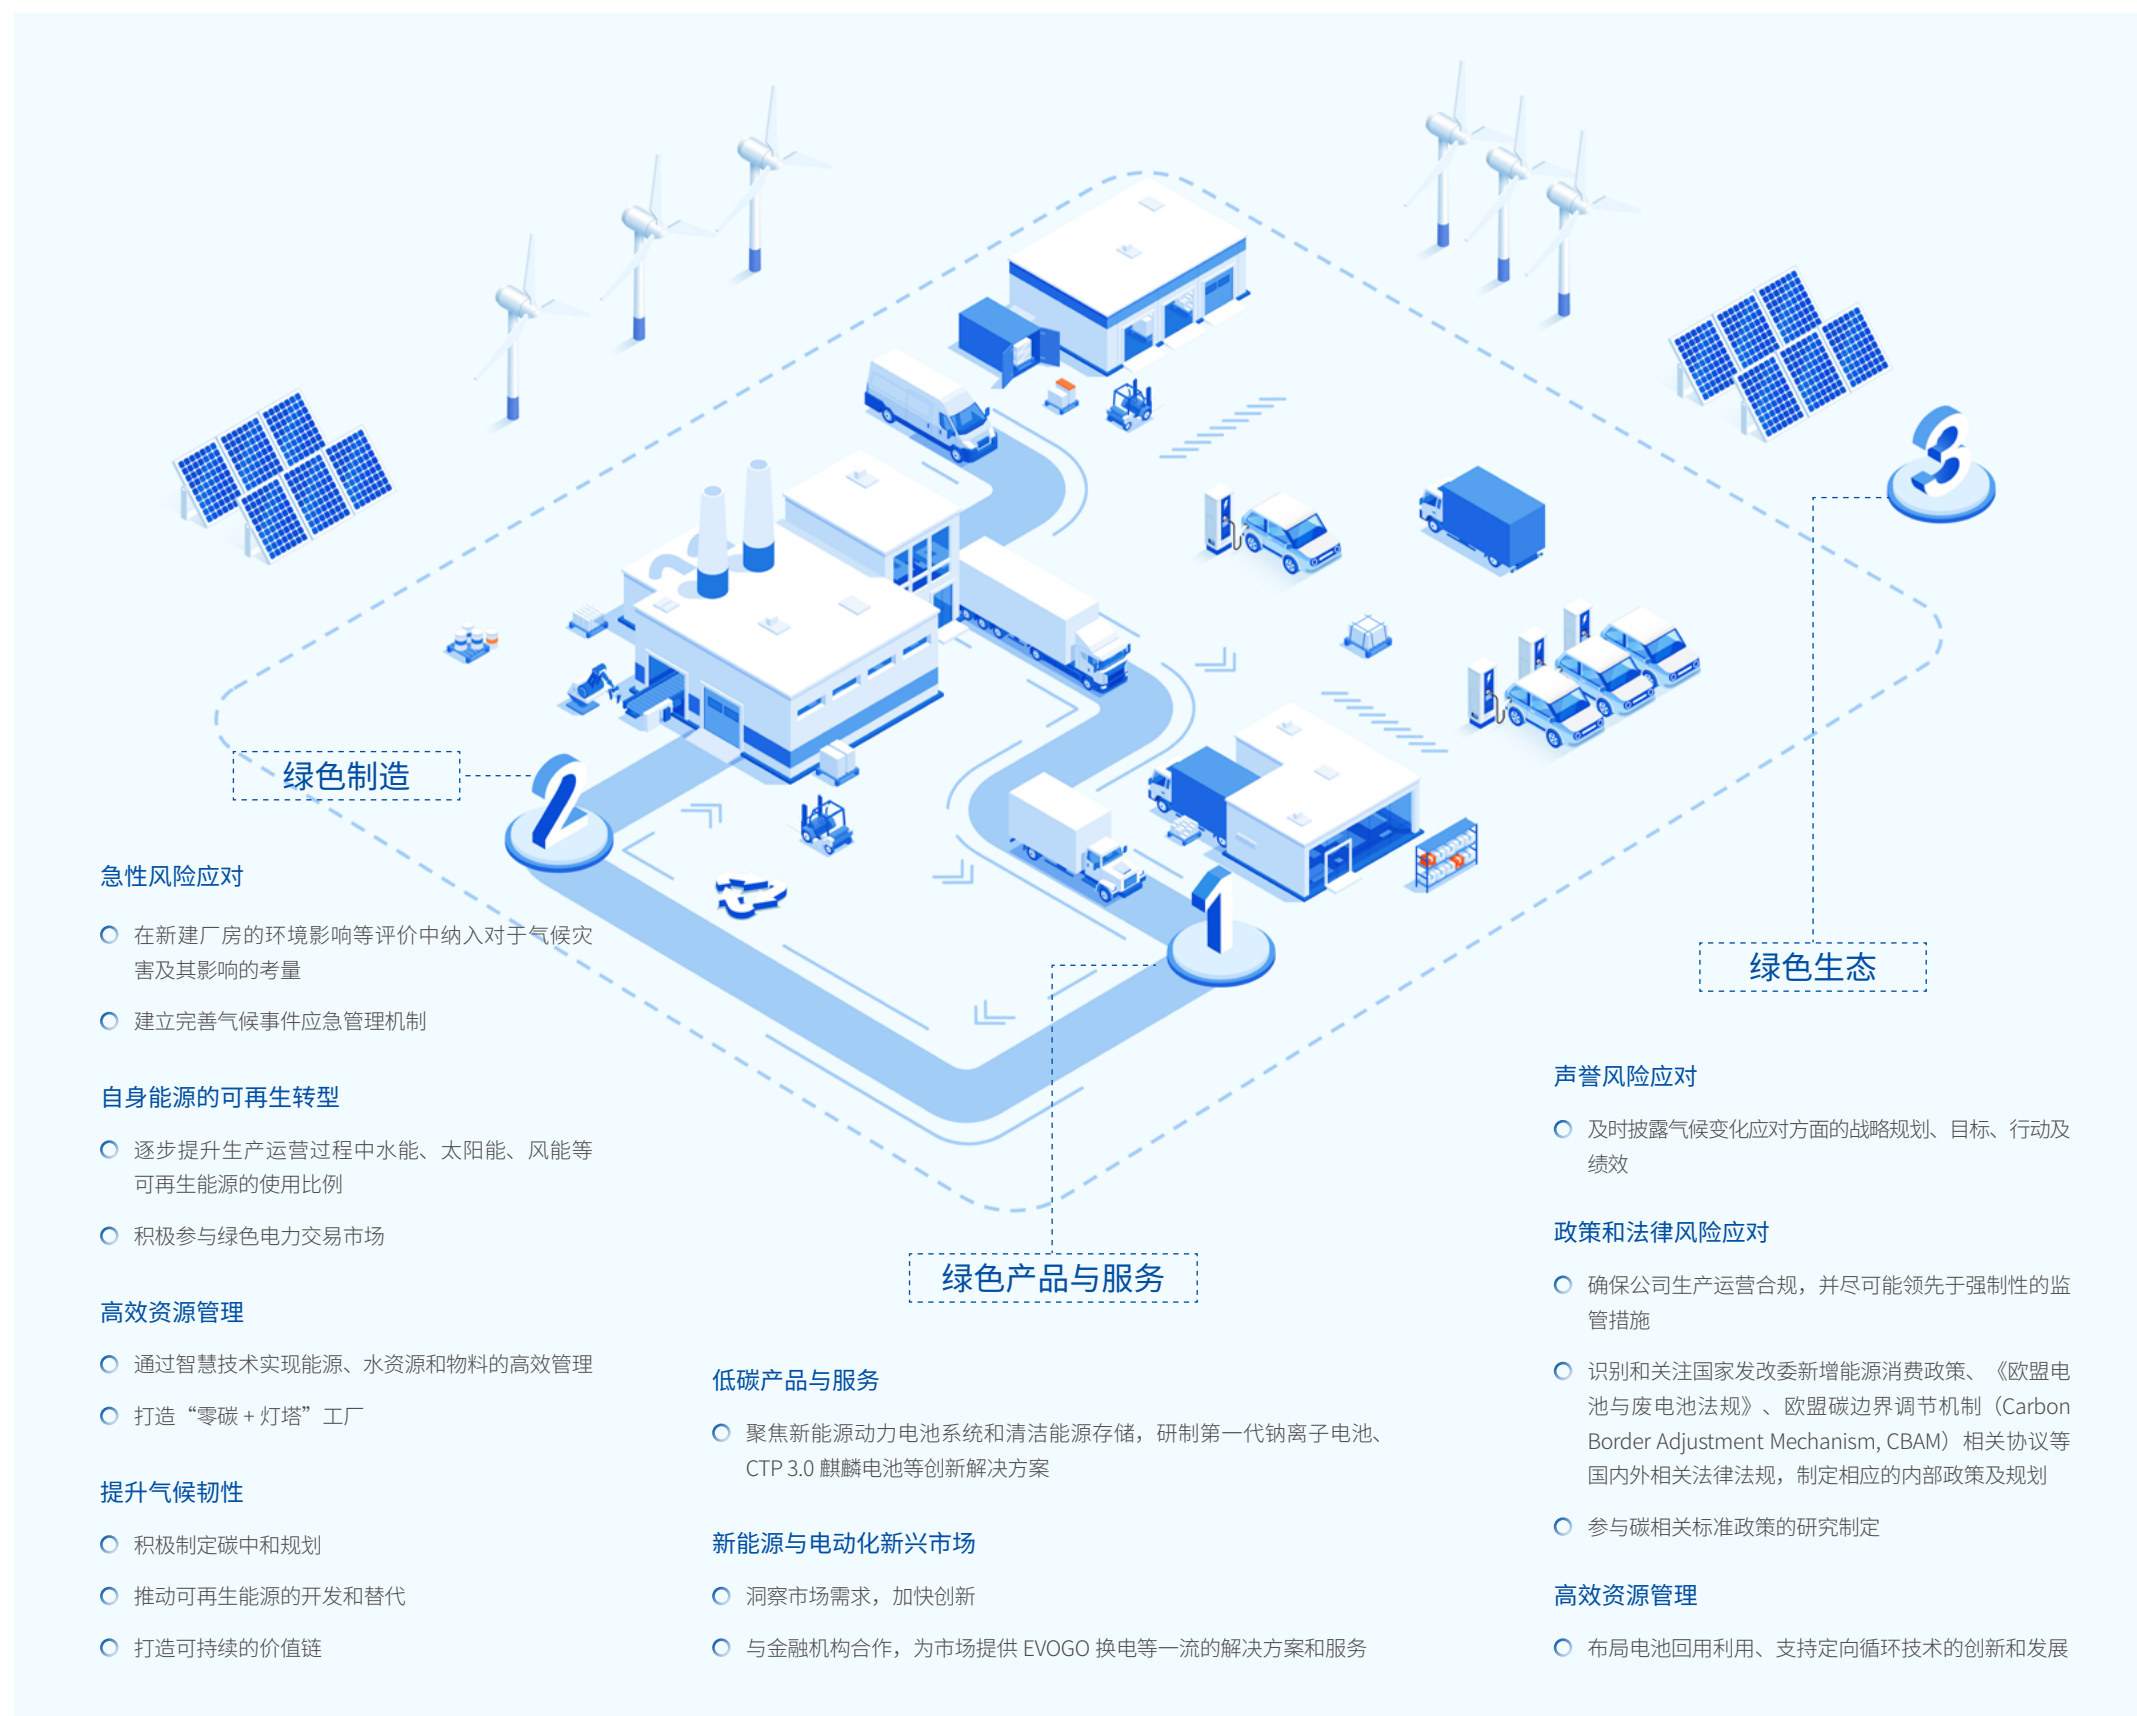 2
绿色制造
急性风险应对
在新建厂房的环境影响等评价中纳入对于气候灾
害及其影响的考量
建立完善气候事件应急管理机制
自身能源的可再生转型
逐步提升生产运营过程中水能、太阳能、风能等
可再生能源的使用比例
积极参与绿色电力交易市场
高效资源管理
通过智慧技术实现能源、水资源和物料的高效管理
打造“零碳 + 灯塔”工厂
提升气候韧性
积极制定碳中和规划
推动可再生能源的开发和替代
打造可持续的价值链
1
绿色产品与服务
低碳产品与服务
聚焦新能源动力电池系统和清洁能源存储，研制第一代钠离子电池、
CTP 3.0 麒麟电池等创新解决方案
新能源与电动化新兴市场
洞察市场需求，加快创新
与金融机构合作，为市场提供 EVOGO 换电等一流的解决方案和服务
3
绿色生态
声誉风险应对
及时披露气候变化应对方面的战略规划、目标、行动及
绩效
政策和法律风险应对
确保公司生产运营合规，并尽可能领先于强制性的监
管措施
识别和关注国家发改委新增能源消费政策、《欧盟电
池与废电池法规》、欧盟碳边界调节机制（Carbon
Border Adjustment Mechanism, CBAM）相关协议等
国内外相关法律法规，制定相应的内部政策及规划
参与碳相关标准政策的研究制定
高效资源管理
布局电池回用利用、支持定向循环技术的创新和发展